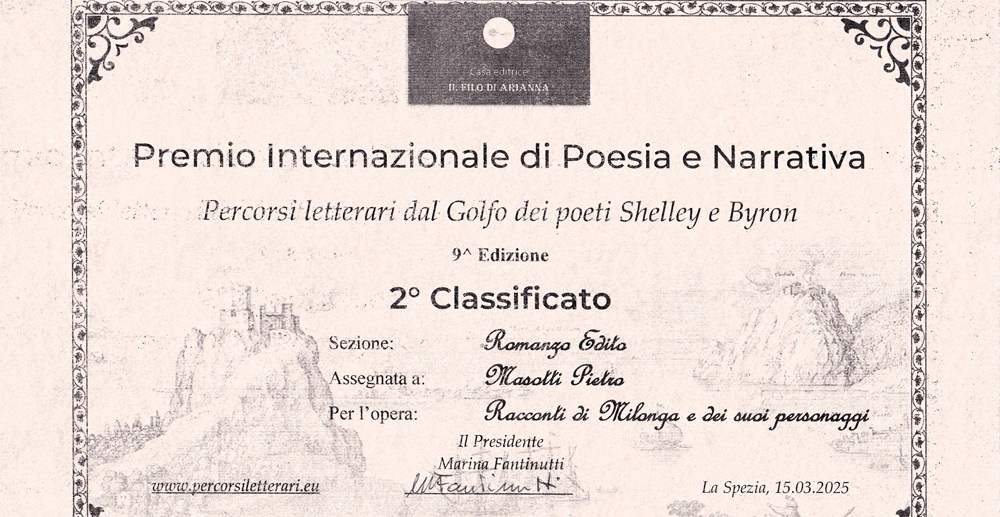 Casa editrice
IL FILO DI ARIANNA
Premio Internazionale di Poesia e Narrativa
Percorsi letterari dal Golfo dei poeti Shelley e Byron
9^ Edizione
2° Classificato
Sezione: Romanzo Edito
Assegnata a: Masotti Pietro
Per l'opera: Racconti di Milonga e dei suoi personaggi
Il Presidente
Marina Fantinutti
www.percorsiletterari.eu
La Spezia, 15.03.2025